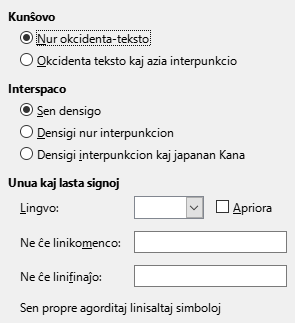 Kunŝovo
Nur okcidenta-teksto
Okcidenta teksto kaj azia interpunkcio
Interspaco
Sen densigo
Densigi nur interpunkcion
Densigi interpunkcion kaj japanan Kana
Unua kaj lasta signoj
Lingvo: Apriora
Ne ĉe linikomenco:
Ne ĉe linifinaĵo:
Sen propre agorditaj linisaltaj simboloj